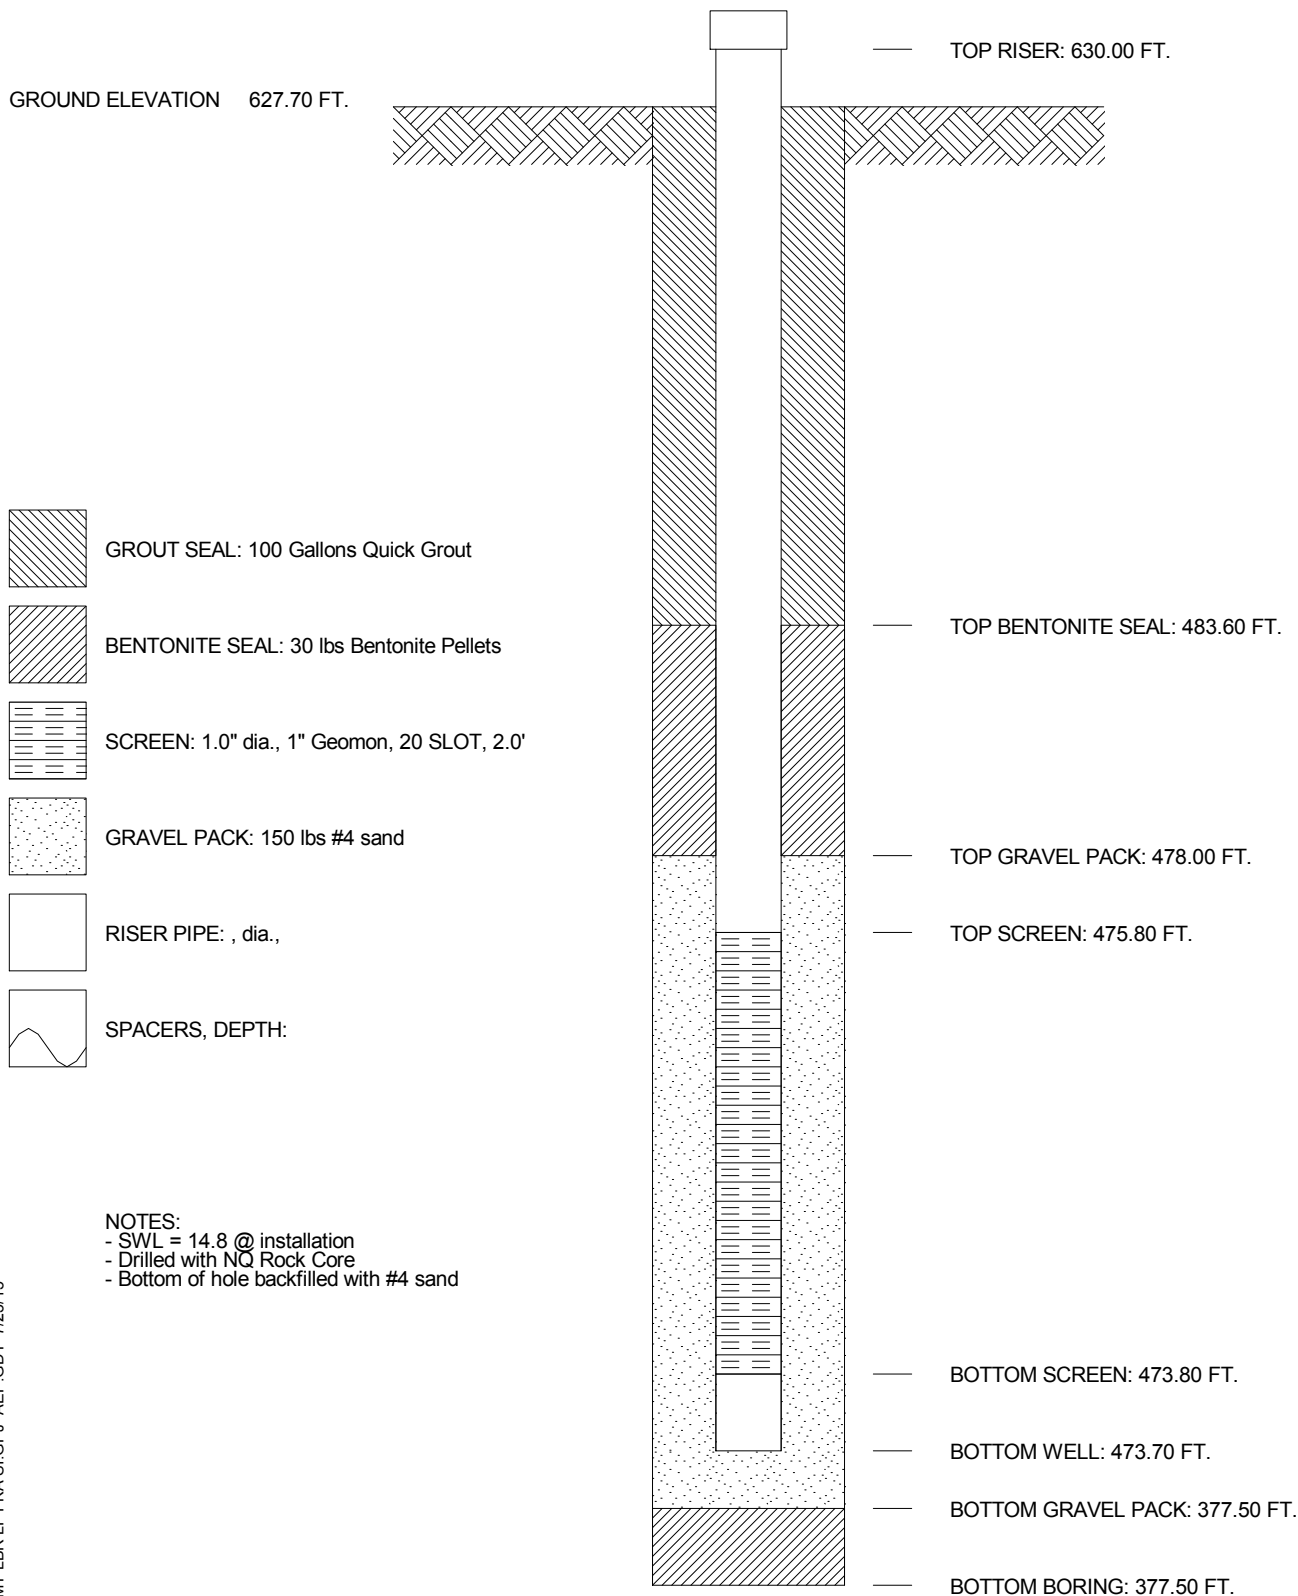 TOP RISER: 630.00 FT.
GROUND ELEVATION 627.70 FT.
GROUT SEAL: 100 Gallons Quick Grout
TOP BENTONITE SEAL: 483.60 FT.
BENTONITE SEAL: 30 lbs Bentonite Pellets
SCREEN: 1.0" dia., 1" Geomon, 20 SLOT, 2.0'
GRAVEL PACK: 150 lbs #4 sand
TOP GRAVEL PACK: 478.00 FT.
RISER PIPE: , dia.,
TOP SCREEN: 475.80 FT.
SPACERS, DEPTH:
NOTES:
- SWL = 14.8 @ installation
- Drilled with NQ Rock Core
- Bottom of hole backfilled with #4 sand
BOTTOM SCREEN: 473.80 FT.
BOTTOM WELL: 473.70 FT.
BOTTOM GRAVEL PACK: 377.50 FT.
BOTTOM BORING: 377.50 FT.